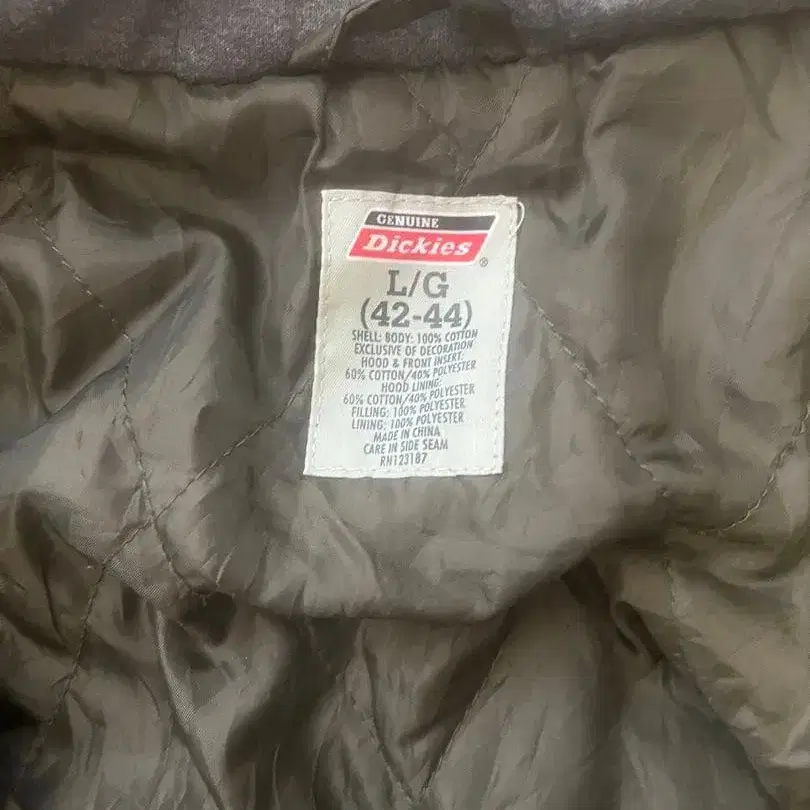 GENUINE
Dickies®
L/G
(42-44)
SHELL: BODY: 100% COTTON
EXCLUSIVE OF DECORATION
HOOD & FRONT INSERT:
60% COTTON/40% POLYESTER
HOOD LINING:
60% COTTON/40% POLYESTER
FILLING: 100% POLYESTER
LINING: 100% POLYESTER
MADE IN CHINA
CARE IN SIDE SEAM
RN123187